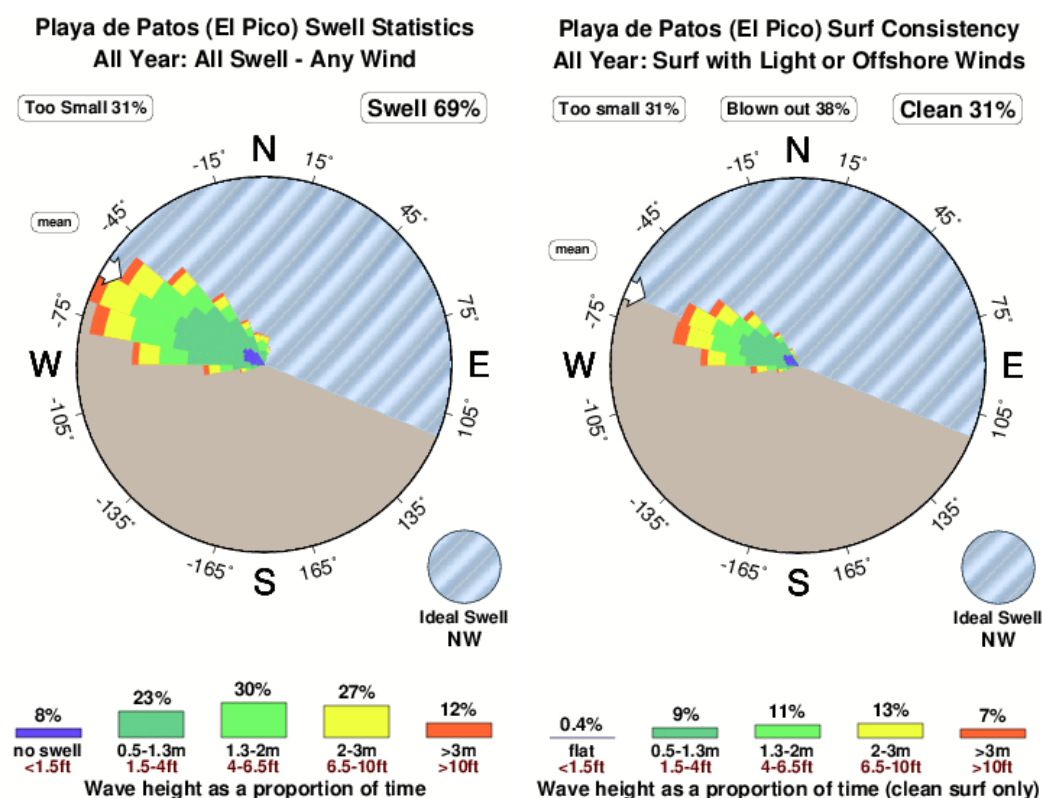 Playa de Patos (El Pico) Swell Statistics
All Year: All Swell - Any Wind
Too Small 31%
Swell 69%
N
-15°
15°
mean
-45°
45°
-75°
75°
W
E
-105°
105°
-135°
135°
-165°
165°
S
Ideal Swell
NW
8%
23%
30%
27%
12%
no swell
0.5-1.3m
1.3-2m
2-3m
>3m
<1.5ft
1.5-4ft
4-6.5ft
6.5-10ft
>10ft
Wave height as a proportion of time
Playa de Patos (El Pico) Surf Consistency
All Year: Surf with Light or Offshore Winds
Too small 31%
Blown out 38%
Clean 31%
N
-15°
15°
mean
-45°
45°
-75°
75°
W
E
-105°
105°
-135°
135°
-165°
165°
S
Ideal Swell
NW
0.4%
9%
11%
13%
7%
flat
0.5-1.3m
1.3-2m
2-3m
>3m
<1.5ft
1.5-4ft
4-6.5ft
6.5-10ft
>10ft
Wave height as a proportion of time (clean surf only)